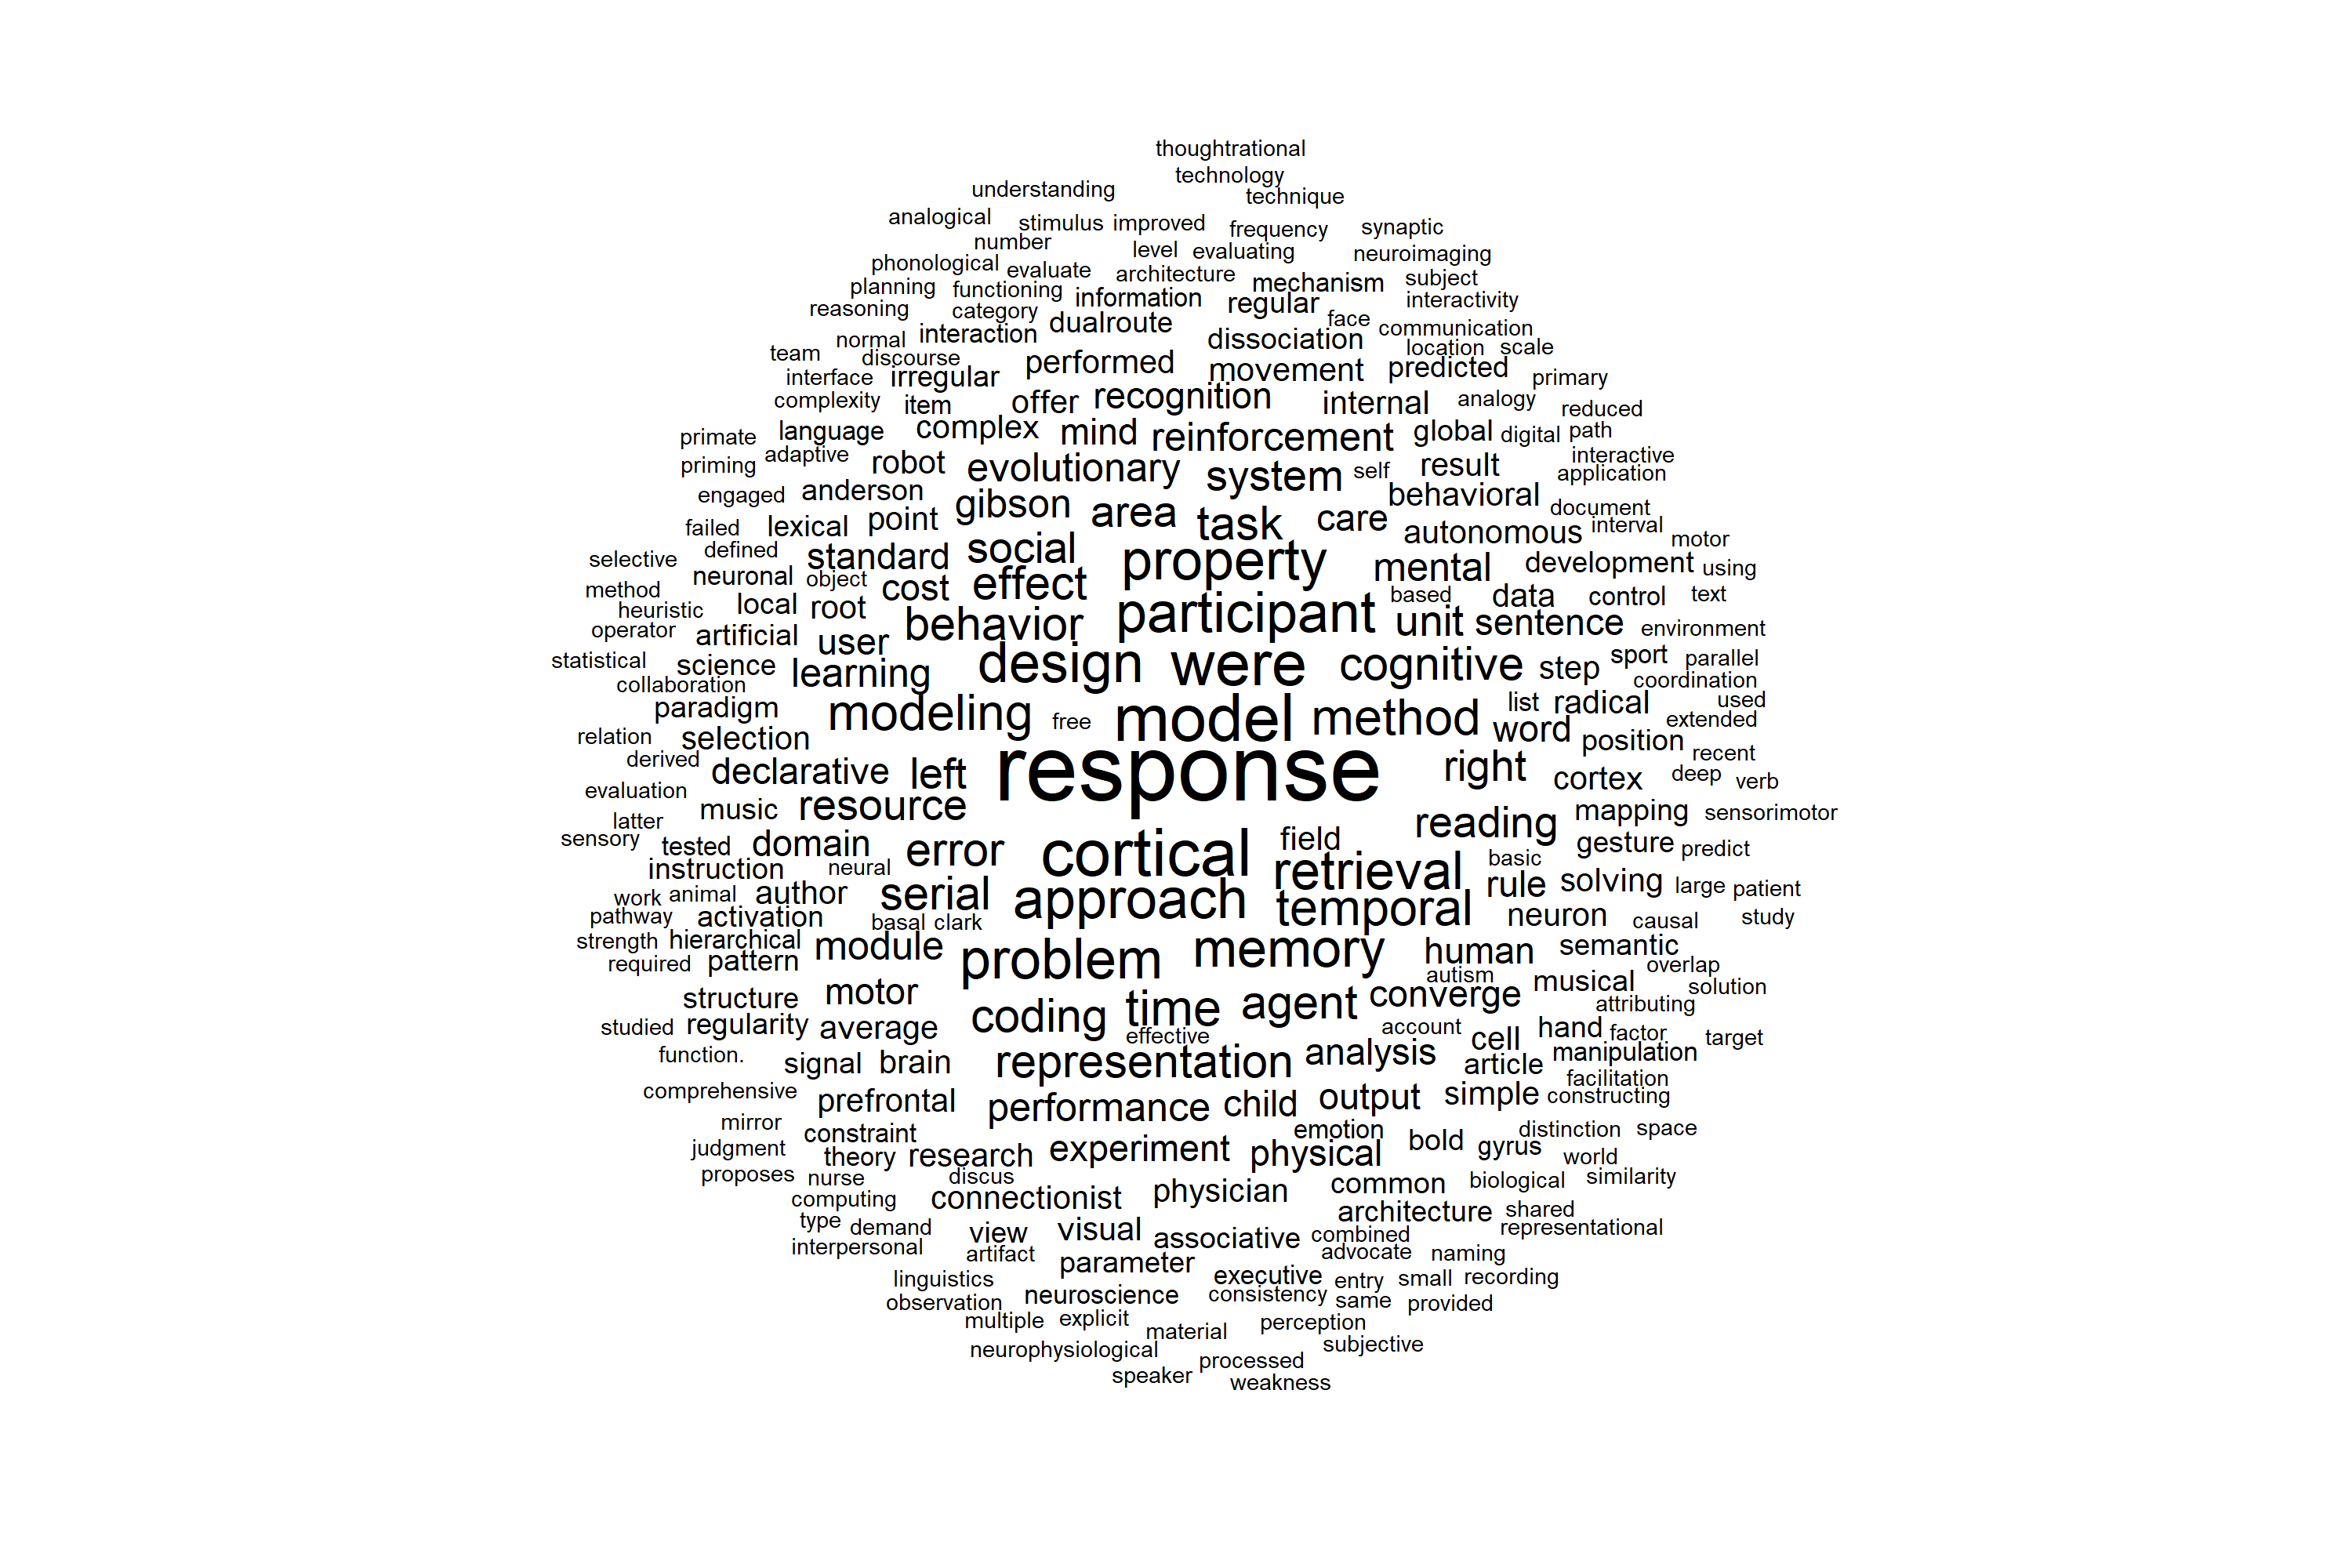 thoughtrational
technology
understanding technique
analogical stimulus improved frequency synaptic
number level evaluating neuroimaging
phonological evaluate architecture mechanism subject
planning functioning information regular interactivity
reasoning category dualroute face communication
normal interaction dissociation location scale
team discourse performed movement predicted primary
interface irregular recognition internal analogy reduced
complexity item offer
primate language complex mind reinforcement global digital path
priming adaptive robot evolutionary system self result interactive application
engaged anderson gibson area task care behavioral document
failed lexical point autonomous interval motor
selective defined standard social property mental development using
method neuronal object cost effect participant based data control text
heuristic local root behavior unit sentence environment
operator artificial user
statistical science learning design were cognitive step sport parallel
collaboration coordination
paradigm modeling free model method list radical used
relation selection word position extended
derived declarative left response right cortex deep recent verb
evaluation music resource mapping sensorimotor
latter reading
sensory tested domain error cortical field gesture predict
instruction neural retrieval basic rule solving large patient
work animal author serial approach temporal
pathway activation basal clark neuron causal study
strength hierarchical module problem memory human semantic
required pattern autism overlap
structure motor agent converge musical solution
studied regularity average coding time account attributing
effective cell hand factor target
function. signal brain representation analysis article manipulation
comprehensive prefrontal performance child output simple facilitation
constructing
mirror constraint emotion bold distinction space
judgment theory research experiment physical gyrus world
proposes nurse discus biological similarity
computing connectionist physician common
type demand view visual associative architecture shared
interpersonal artifact combined representational
parameter advocate naming
linguistics executive entry small recording
observation neuroscience consistency same provided
multiple explicit material perception
neurophysiological processed subjective
speaker weakness